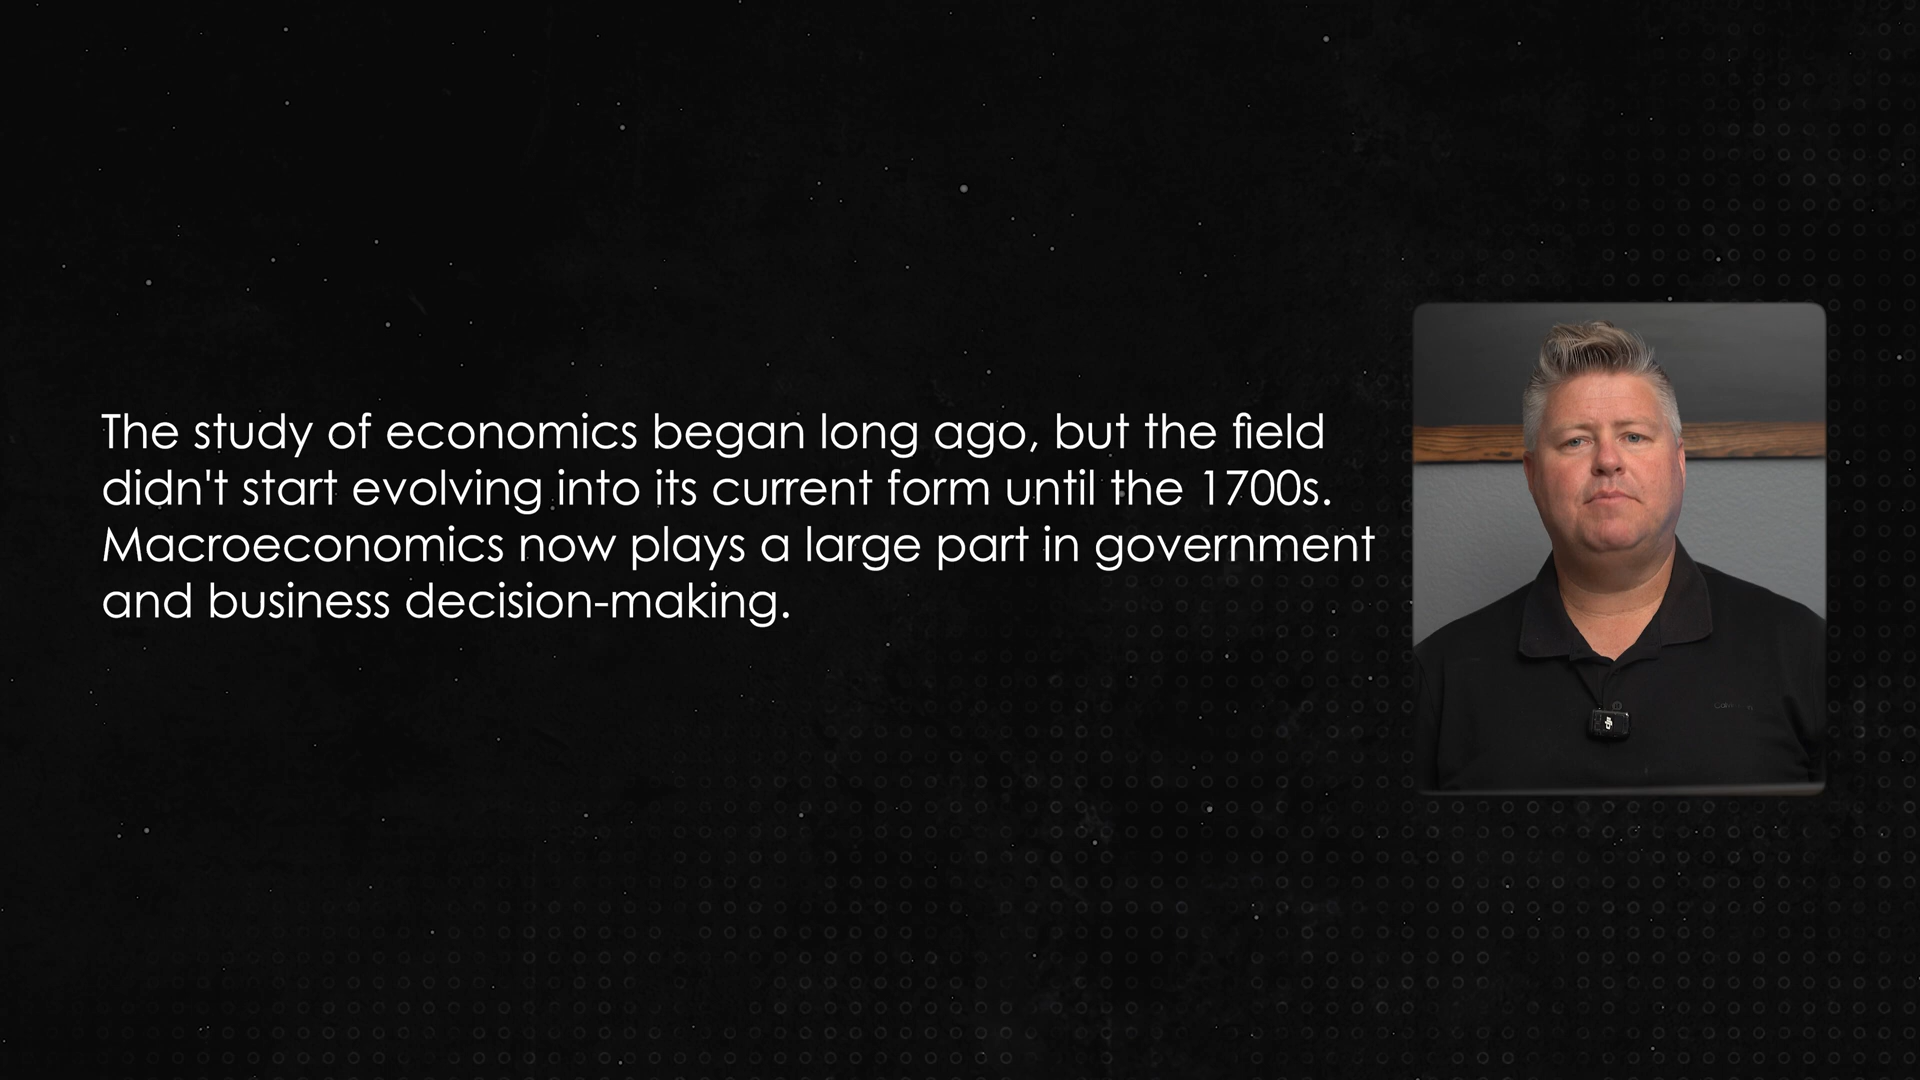 The study of economics began long ago, but the field
didn't start evolving into its current form until the 1700s.
Macroeconomics now plays a large part in government
and business decision-making.